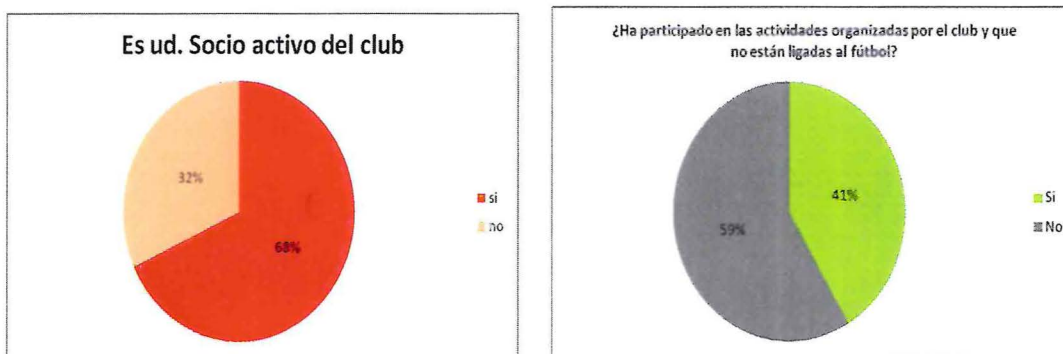 Es ud. Socio activo del club
32%
68%
si
no
¿Ha participado en las actividades organizadas por el club y que
no están ligadas al fútbol?
41%
59%
Si
No